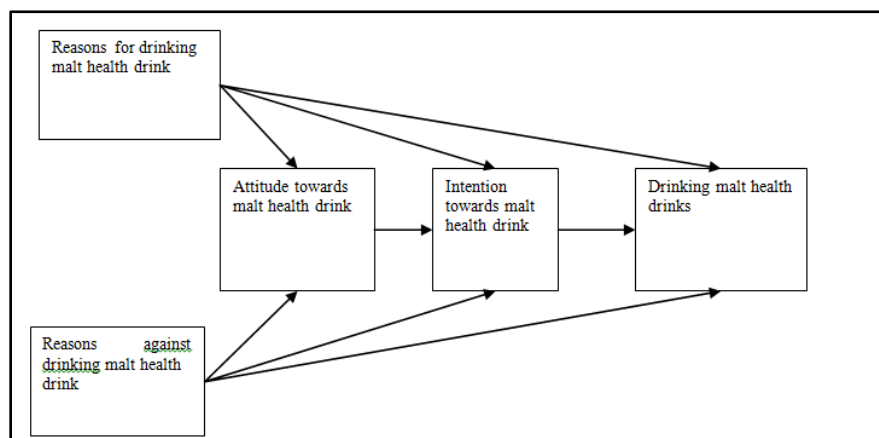 Reasons for drinking
malt health drink
Attitude towards
malt health drink
Intention
towards malt
health drink
Drinking malt health
drinks
Reasons against
drinking malt health
drink